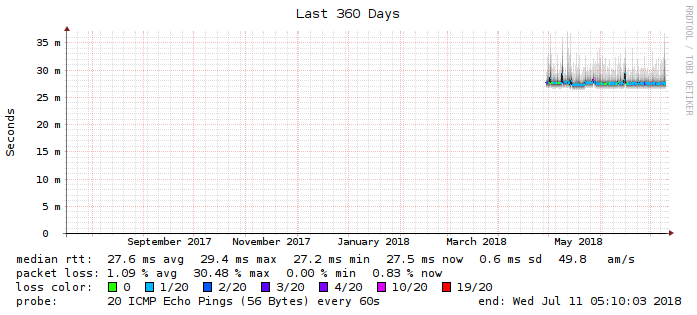 Last 360 Days
RRDTOOL / TOBI OETIKER
Seconds
35 m
30 m
25 m
20 m
15 m
10 m
5 m
0
September 2017 November 2017 January 2018 March 2018 May 2018
median rtt: 27.6 ms avg 29.4 ms max 27.2 ms min 27.5 ms now 0.6 ms sd 49.8 am/s
packet loss: 1.09 % avg 30.48 % max 0.00 % min 0.83 % now
loss color: 0 1/20 2/20 3/20 4/20 10/20 19/20
probe: 20 ICMP Echo Pings (56 Bytes) every 60s end: Wed Jul 11 05:10:03 2018